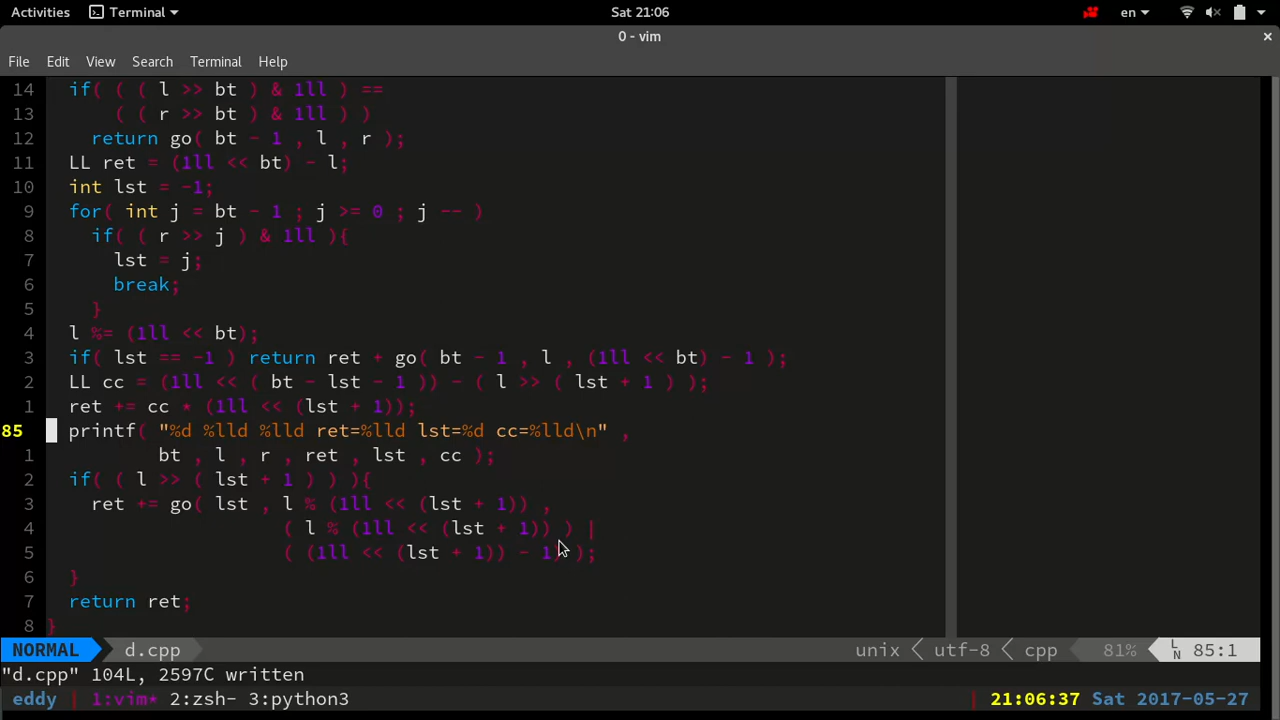 Activities Terminal Sat 21:06 en
0 - vim ×
File Edit View Search Terminal Help
14 if( ( ( l >> bt ) & 1ll ) ==
13 ( ( r >> bt ) & 1ll ) )
12 return go( bt - 1 , l , r );
11 LL ret = (1ll << bt) - l;
10 int lst = -1;
9 for( int j = bt - 1 ; j >= 0 ; j -- )
8 if( ( r >> j ) & 1ll ){
7 lst = j;
6 break;
5 }
4 l %= (1ll << bt);
3 if( lst == -1 ) return ret + go( bt - 1 , l , (1ll << bt) - 1 );
2 LL cc = (1ll << ( bt - lst - 1 )) - ( l >> ( lst + 1 ) );
1 ret += cc * (1ll << (lst + 1));
85 printf( "%d %lld %lld ret=%lld lst=%d cc=%lld\n" ,
1 bt , l , r , ret , lst , cc );
2 if( ( l >> ( lst + 1 ) ) ){
3 ret += go( lst , l % (1ll << (lst + 1)) ,
4 ( l % (1ll << (lst + 1)) ) |
5 ( (1ll << (lst + 1)) - 1) );
6 }
7 return ret;
8 }
NORMAL d.cpp unix utf-8 cpp 81% LN 85:1
"d.cpp" 104L, 2597C written
eddy | 1:vim* 2:zsh- 3:python3 | 21:06:37 Sat 2017-05-27